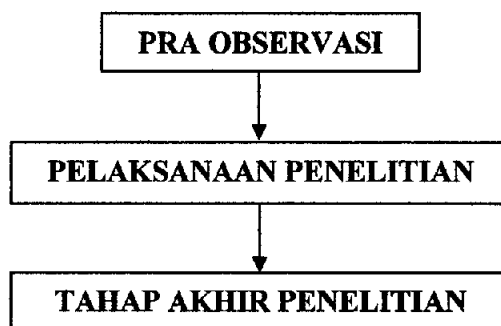 PRA OBSERVASI
PELAKSANAAN PENELITIAN
TAHAP AKHIR PENELITIAN